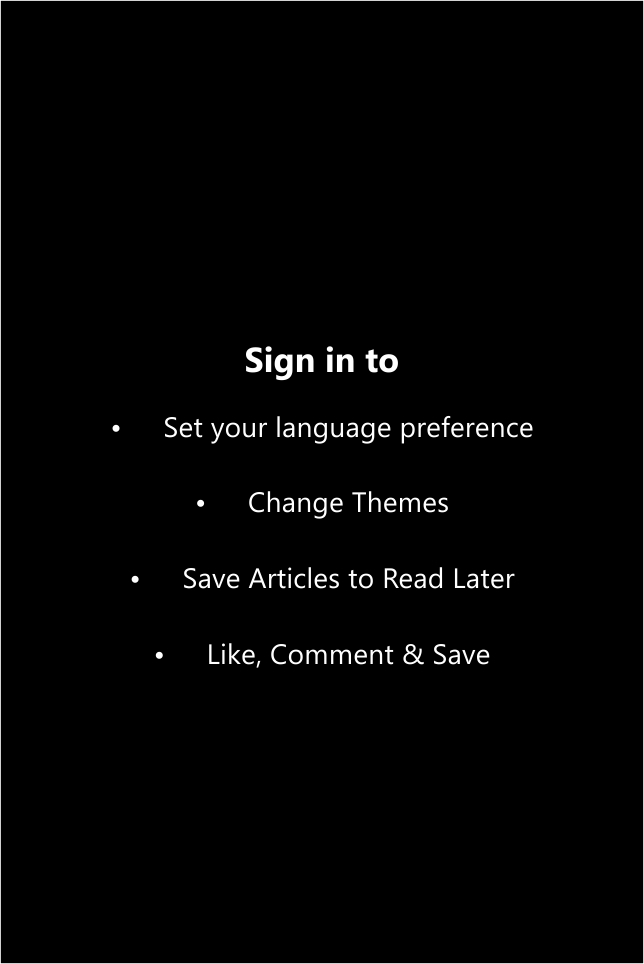 Sign in to
• Set your language preference
• Change Themes
• Save Articles to Read Later
• Like, Comment & Save